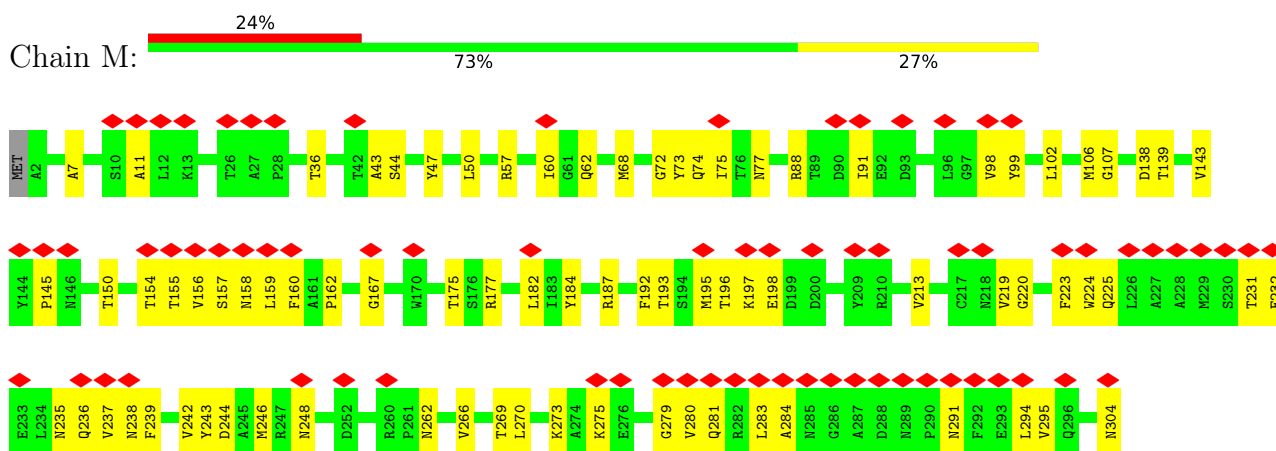 24%
Chain M:
73% 27%
MET A2 A7 S10 A11 L12 K13 T26 A27 P28 T36 T42 A43 S44 Y47 L50 R57 I60 G61 Q62 M68 G72 Y73 Q74 I75 T76 N77 R88 T89 D90 I91 E92 D93 L96 G97 V98 Y99 L102 M106 G107 D138 T139 V143
Y144 P145 N146 T150 T154 T155 V156 S157 N158 L159 F160 A161 P162 G167 W170 T175 S176 R177 L182 I183 Y184 R187 F192 T193 S194 M195 T196 K197 E198 D199 D200 Y209 R210 V213 C217 N218 V219 G220 F223 W224 Q225 L226 A227 A228 M229 S230 T231
E233 L234 N235 Q236 V237 N238 F239 V242 Y243 D244 A245 M246 R247 N248 D252 R260 P261 N262 V266 T269 L270 K273 A274 K275 E276 G279 V280 Q281 R282 L283 A284 N285 G286 A287 D288 N289 P290 N291 F292 E293 L294 V295 Q296 N304